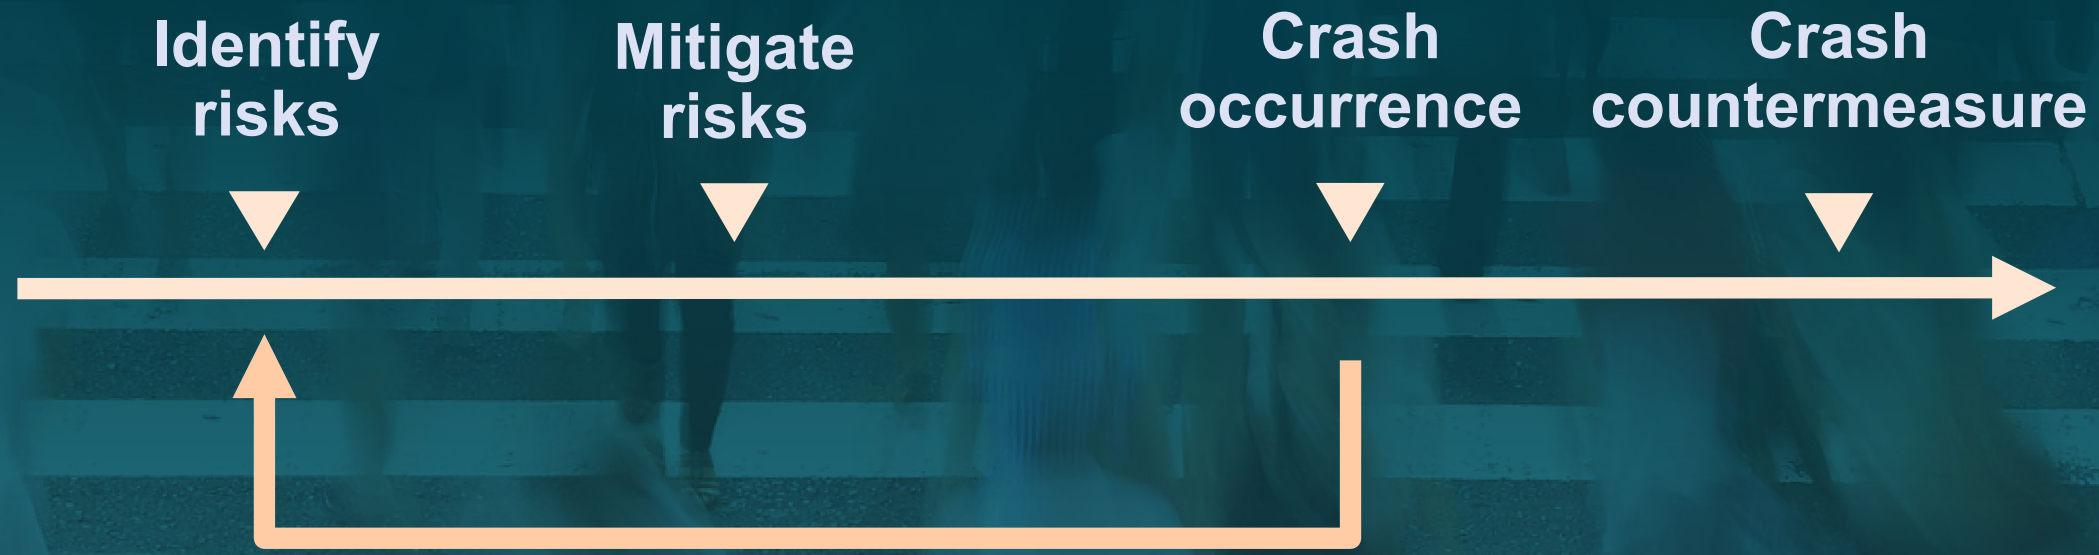 Identify
risks
Mitigate
risks
Crash
occurrence
Crash
countermeasure